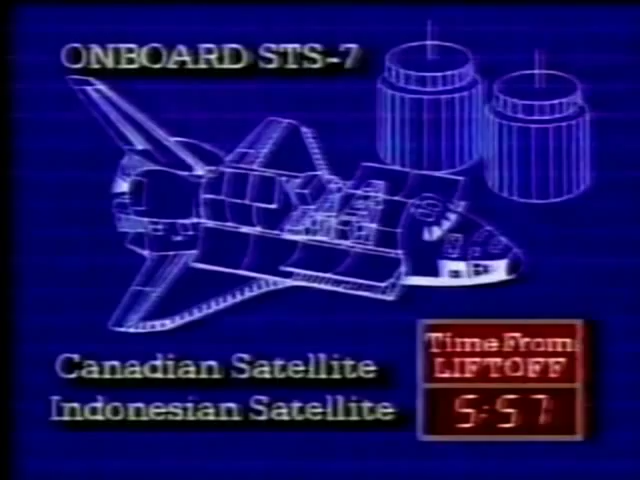 ONBOARD STS-7
Canadian Satellite
Indonesian Satellite
Time From
LIFTOFF
5:57